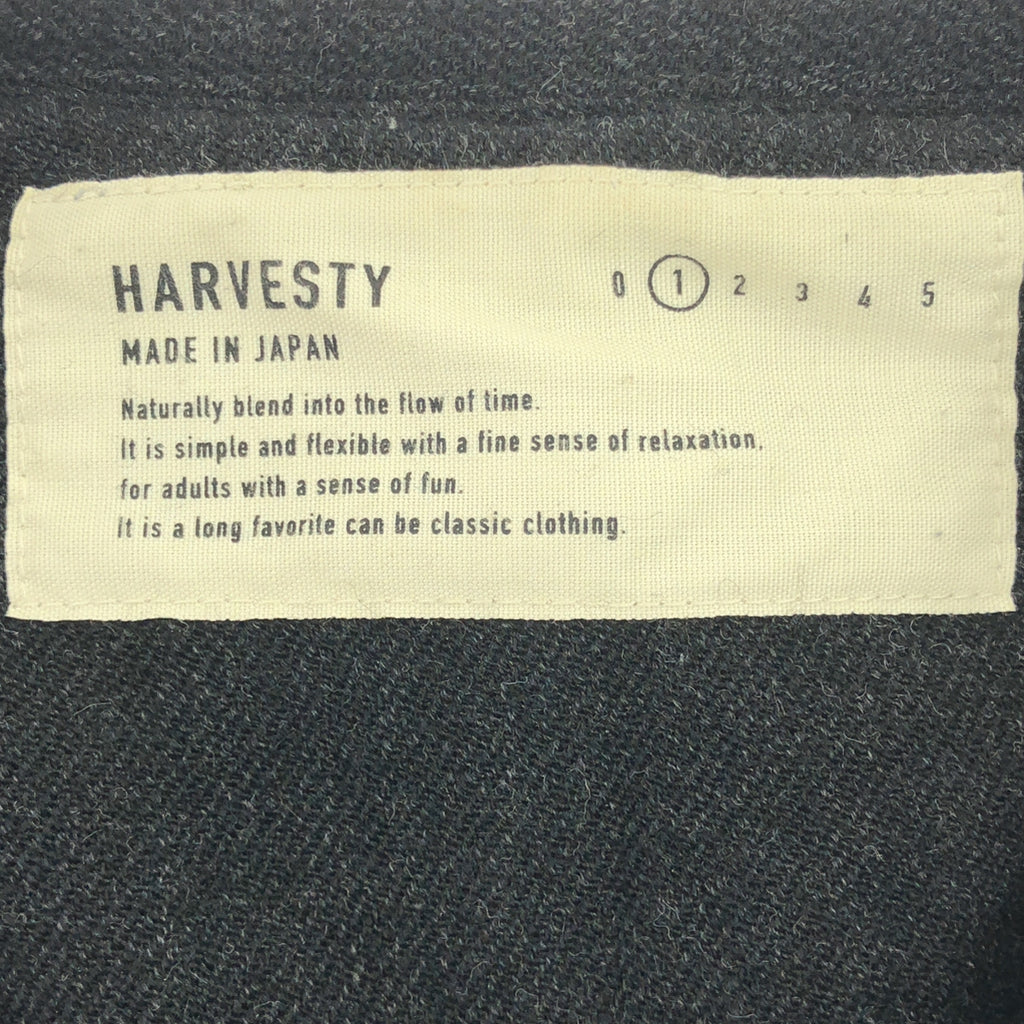 HARVESTY 0 1 2 3 4 5
MADE IN JAPAN
Naturally blend into the flow of time.
It is simple and flexible with a fine sense of relaxation.
for adults with a sense of fun.
It is a long favorite can be classic clothing.